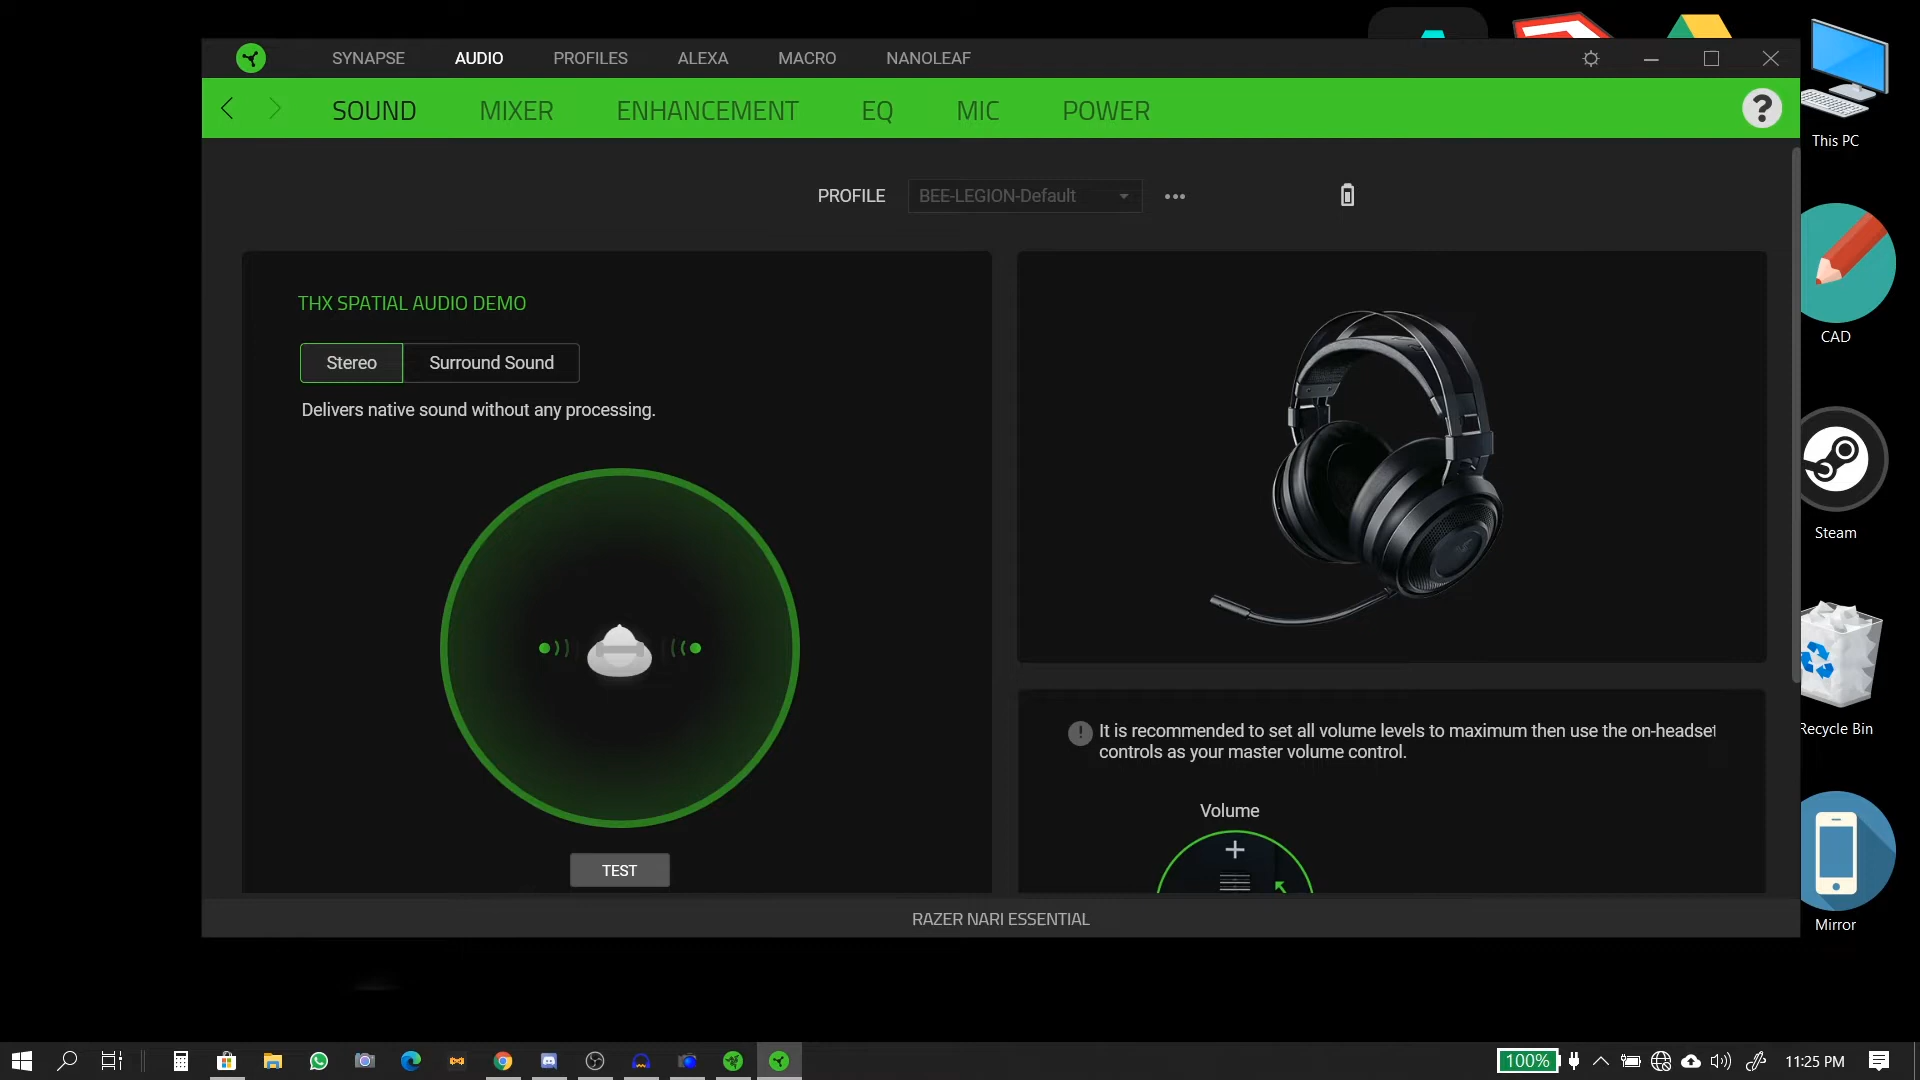 SYNAPSE AUDIO PROFILES ALEXA MACRO NANOLEAF
SOUND MIXER ENHANCEMENT EQ MIC POWER
?
This PC
PROFILE BEE-LEGION-Default
THX SPATIAL AUDIO DEMO
Stereo Surround Sound
Delivers native sound without any processing.
CAD
Steam
It is recommended to set all volume levels to maximum then use the on-headset
controls as your master volume control.
Recycle Bin
Volume
TEST
RAZER NARI ESSENTIAL
Mirror
100% 11:25 PM